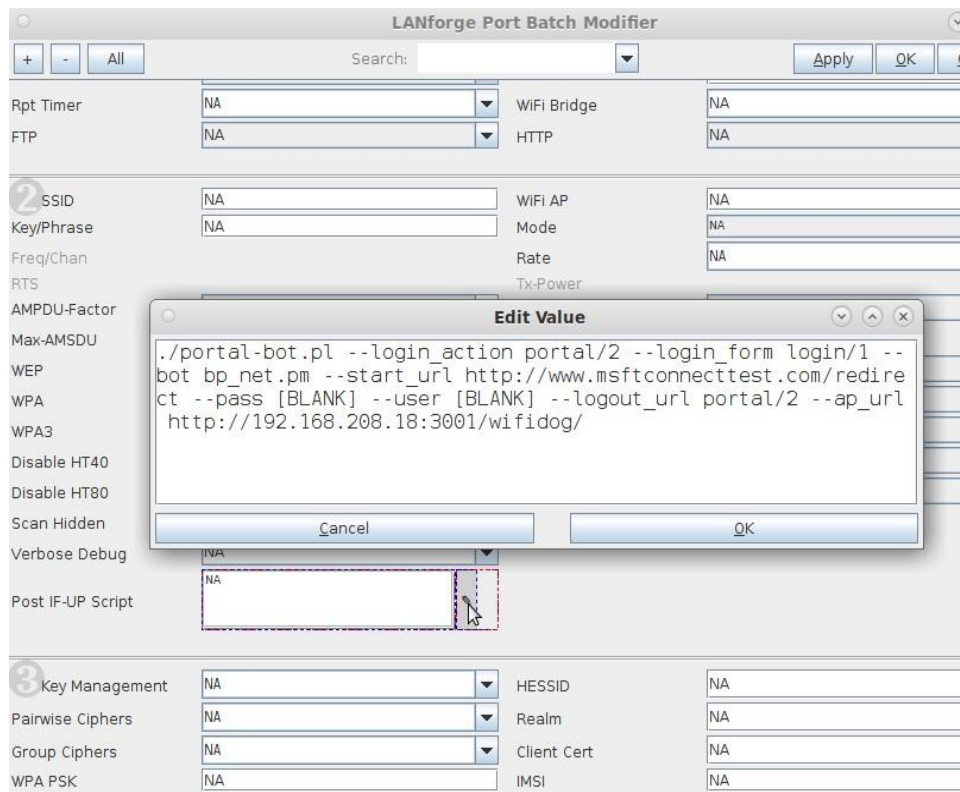 LANforge Port Batch Modifier
+ - All Search: Apply OK
Rpt Timer NA WiFi Bridge NA
FTP NA HTTP NA
2 SSID NA WiFi AP NA
Key/Phrase NA Mode NA
Freq/Chan Rate NA
RTS Tx-Power
AMPDU-Factor
Max-AMSDU
WEP
WPA
WPA3
Disable HT40
Disable HT80
Scan Hidden
Verbose Debug NA
Edit Value
./portal-bot.pl --login_action portal/2 --login_form login/1 --
bot bp_net.pm --start_url http://www.msftconnecttest.com/redire
ct --pass [BLANK] --user [BLANK] --logout_url portal/2 --ap_url
http://192.168.208.18:3001/wifidog/
Cancel OK
Post IF-UP Script NA
3 Key Management NA HESSID NA
Pairwise Ciphers NA Realm NA
Group Ciphers NA Client Cert NA
WPA PSK NA IMSI NA